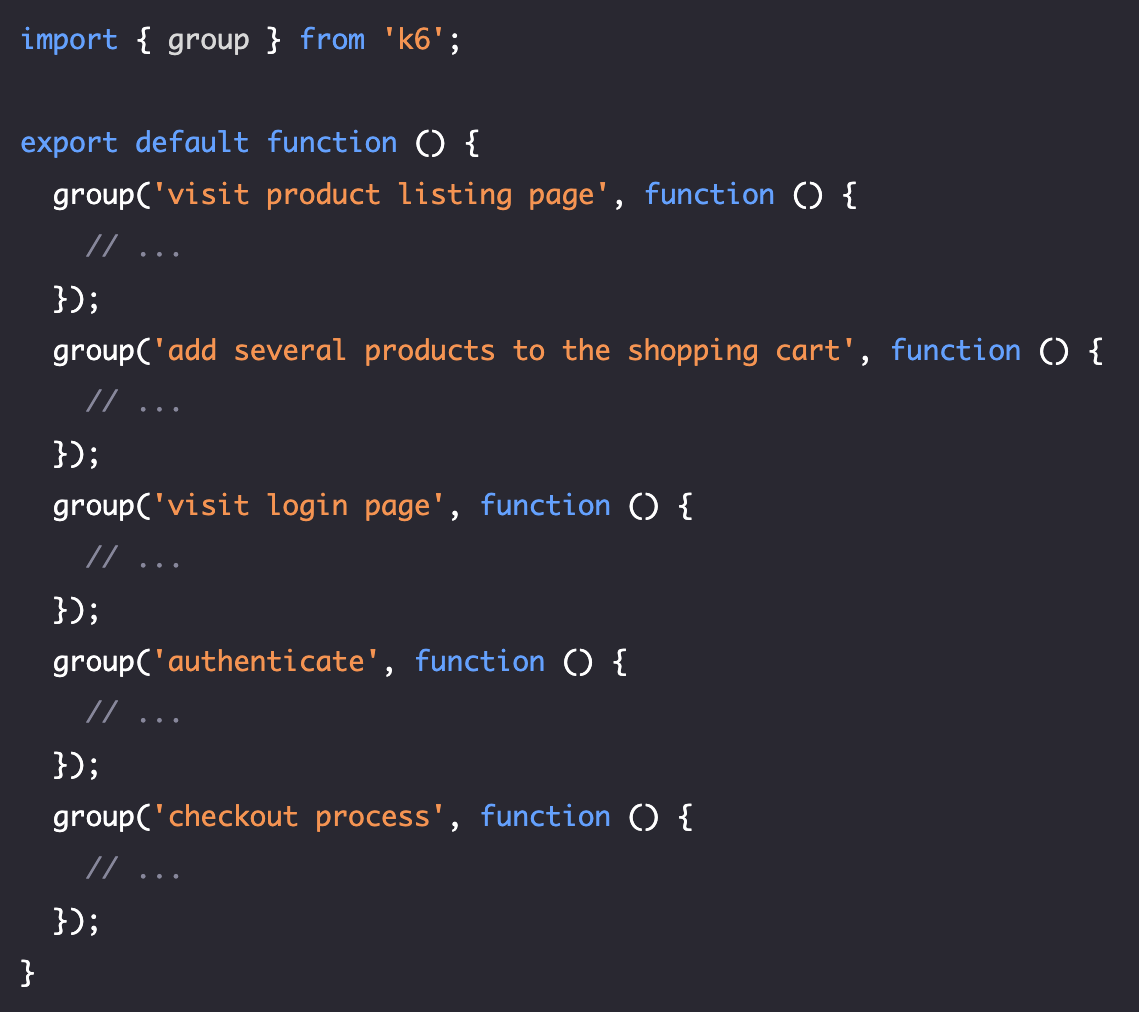 import { group } from 'k6';

export default function () {
  group('visit product listing page', function () {
    // ...
  });
  group('add several products to the shopping cart', function () {
    // ...
  });
  group('visit login page', function () {
    // ...
  });
  group('authenticate', function () {
    // ...
  });
  group('checkout process', function () {
    // ...
  });
}